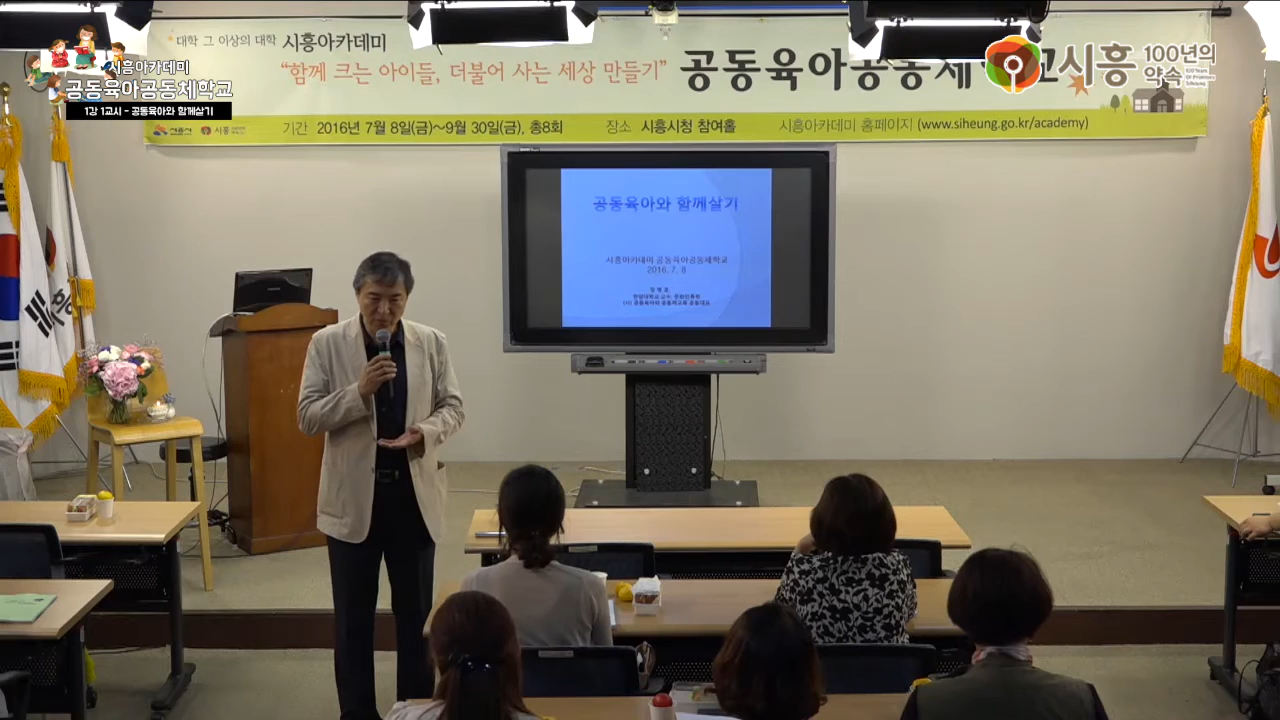 시흥아카데미
공동육아공동체학교
1강 1교시 - 공동육아와 함께살기
대학 그 이상의 대학 시흥아카데미
"함께 크는 아이들, 더불어 사는 세상 만들기"
공동육아공동체학교
시흥 100년의
약속
시흥시 시흥
기간 2016년 7월 8일(금)~9월 30일(금), 총8회 장소 시흥시청 참여홀 시흥아카데미 홈페이지 (www.siheung.go.kr/academy)
공동육아와 함께살기
시흥아카데미 공동육아공동체학교
2016. 7. 8